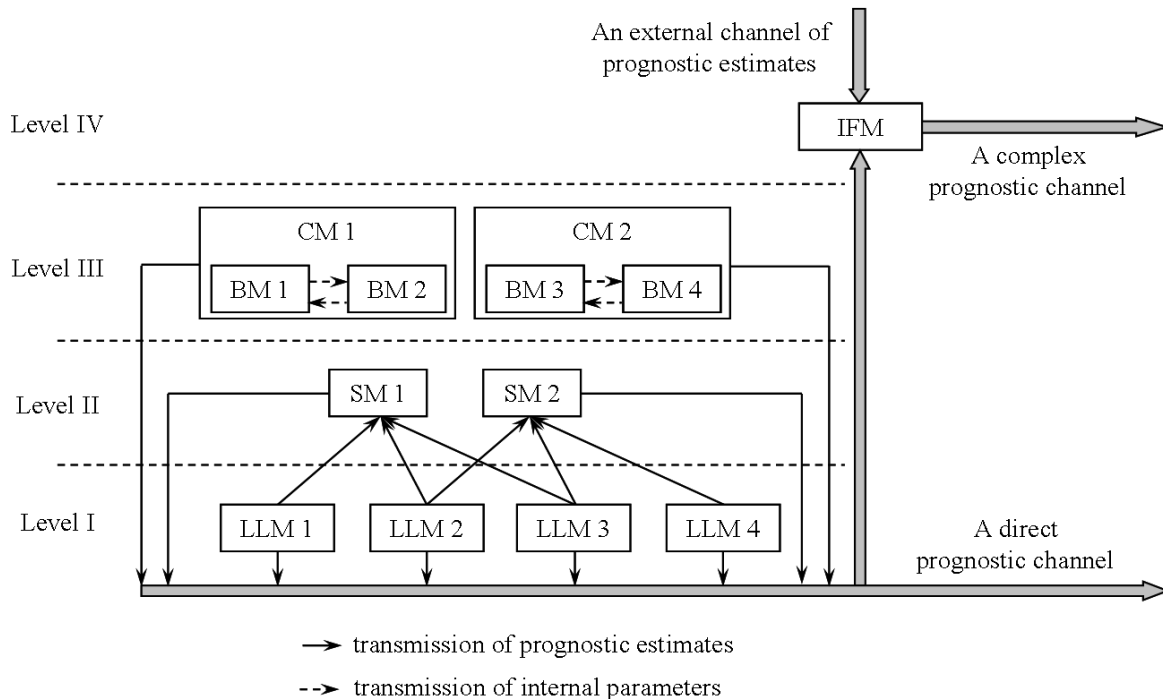 An external channel of
prognostic estimates
Level IV
IFM
A complex
prognostic channel
CM 1
CM 2
Level III
BM 1
BM 2
BM 3
BM 4
SM 1
SM 2
Level II
Level I
LLM 1
LLM 2
LLM 3
LLM 4
A direct
prognostic channel
transmission of prognostic estimates
transmission of internal parameters